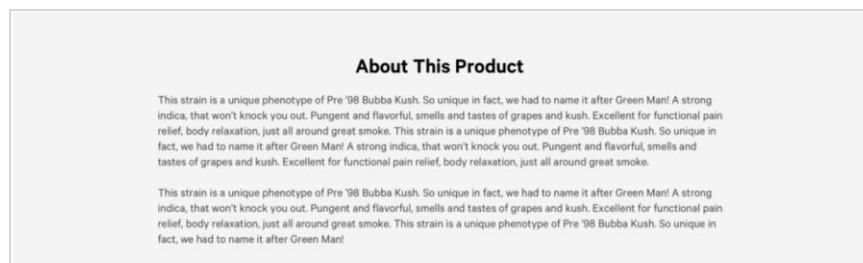 About This Product
This strain is a unique phenotype of Pre '98 Bubba Kush. So unique in fact, we had to name it after Green Man! A strong
indica, that won't knock you out. Pungent and flavorful, smells and tastes of grapes and kush. Excellent for functional pain
relief, body relaxation, just all around great smoke. This strain is a unique phenotype of Pre '98 Bubba Kush. So unique in
fact, we had to name it after Green Man! A strong indica, that won't knock you out. Pungent and flavorful, smells and
tastes of grapes and kush. Excellent for functional pain relief, body relaxation, just all around great smoke.
This strain is a unique phenotype of Pre '98 Bubba Kush. So unique in fact, we had to name it after Green Man! A strong
indica, that won't knock you out. Pungent and flavorful, smells and tastes of grapes and kush. Excellent for functional pain
relief, body relaxation, just all around great smoke. This strain is a unique phenotype of Pre '98 Bubba Kush. So unique in
fact, we had to name it after Green Man!